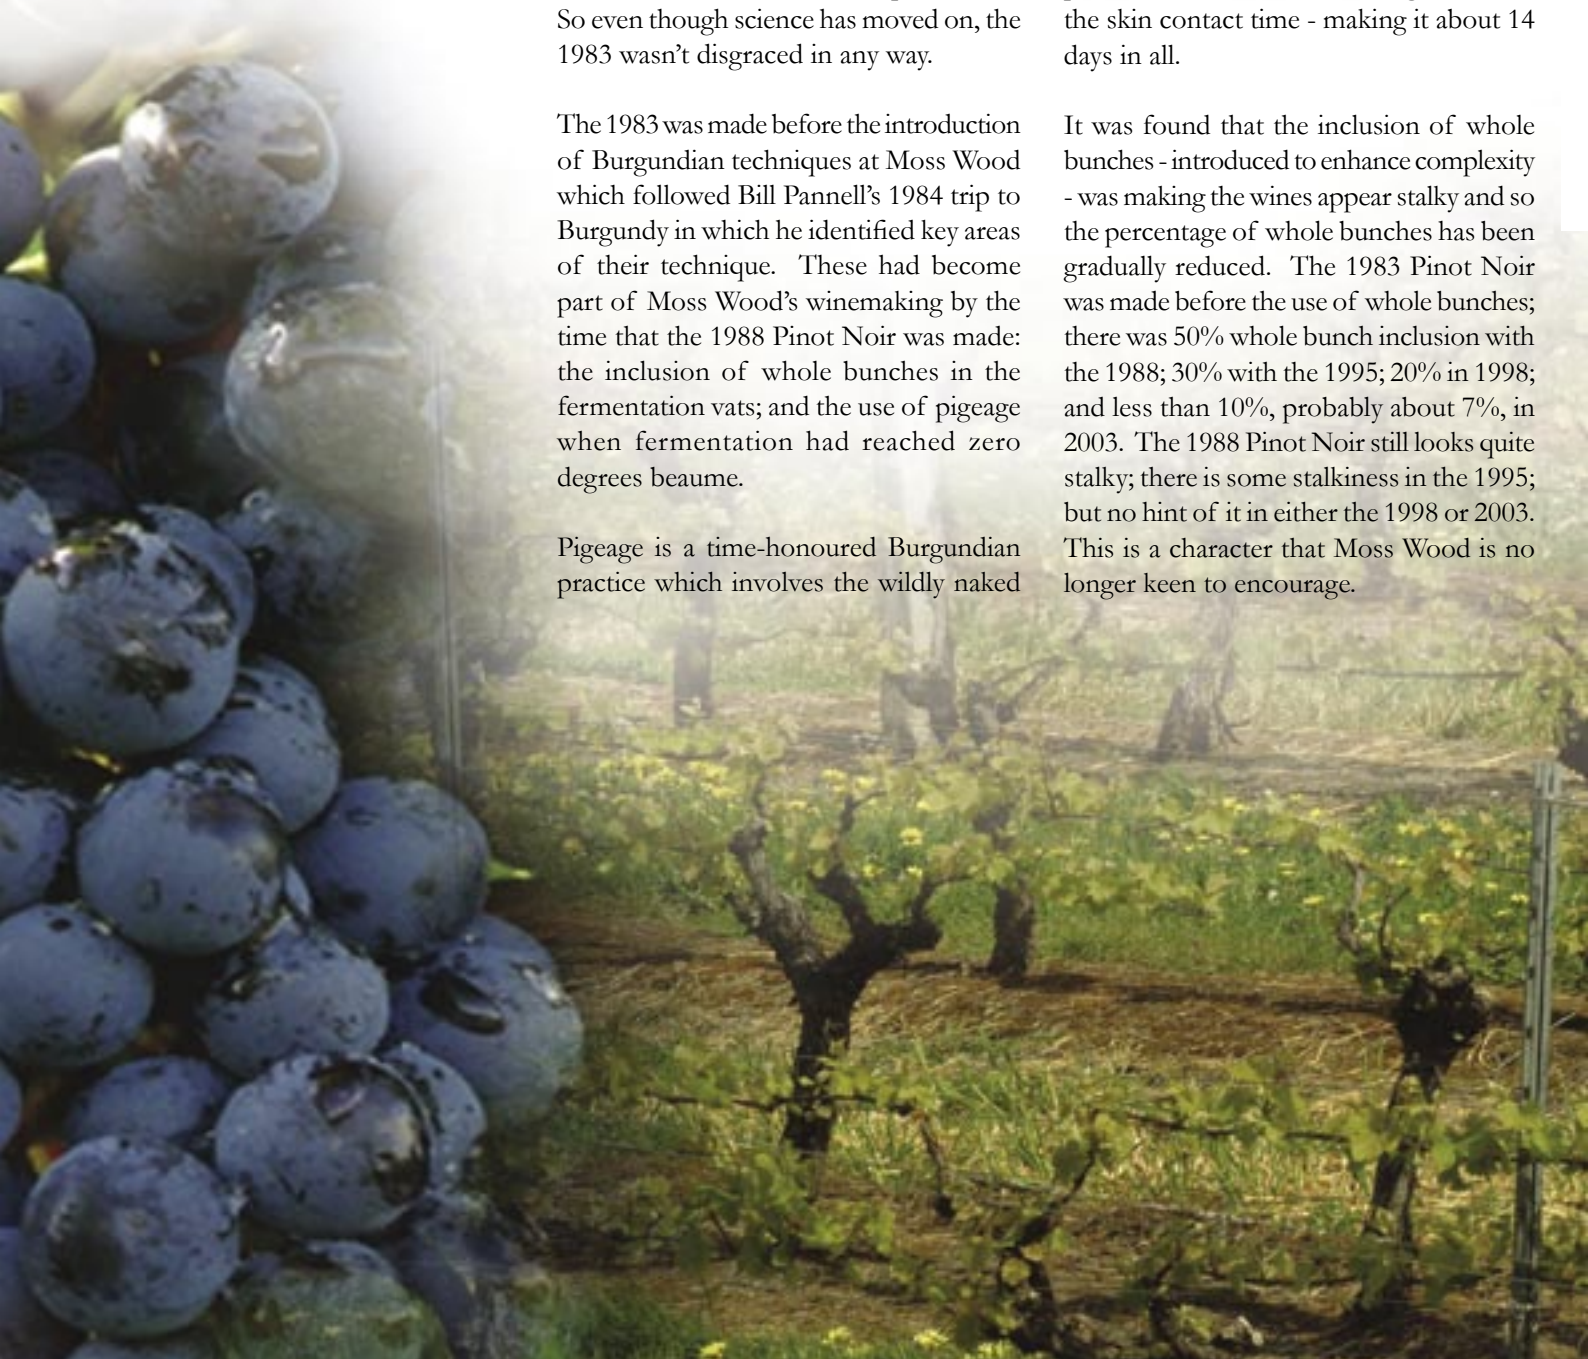 So even though science has moved on, the
1983 wasn't disgraced in any way.
The 1983 was made before the introduction
of Burgundian techniques at Moss Wood
which followed Bill Pannell's 1984 trip to
Burgundy in which he identified key areas
of their technique. These had become
part of Moss Wood's winemaking by the
time that the 1988 Pinot Noir was made:
the inclusion of whole bunches in the
fermentation vats; and the use of pigeage
when fermentation had reached zero
degrees beaume.
Pigeage is a time-honoured Burgundian
practice which involves the wildly naked
the skin contact time - making it about 14
days in all.
It was found that the inclusion of whole
bunches - introduced to enhance complexity
- was making the wines appear stalky and so
the percentage of whole bunches has been
gradually reduced. The 1983 Pinot Noir
was made before the use of whole bunches;
there was 50% whole bunch inclusion with
the 1988; 30% with the 1995; 20% in 1998;
and less than 10%, probably about 7%, in
2003. The 1988 Pinot Noir still looks quite
stalky; there is some stalkiness in the 1995;
but no hint of it in either the 1998 or 2003.
This is a character that Moss Wood is no
longer keen to encourage.